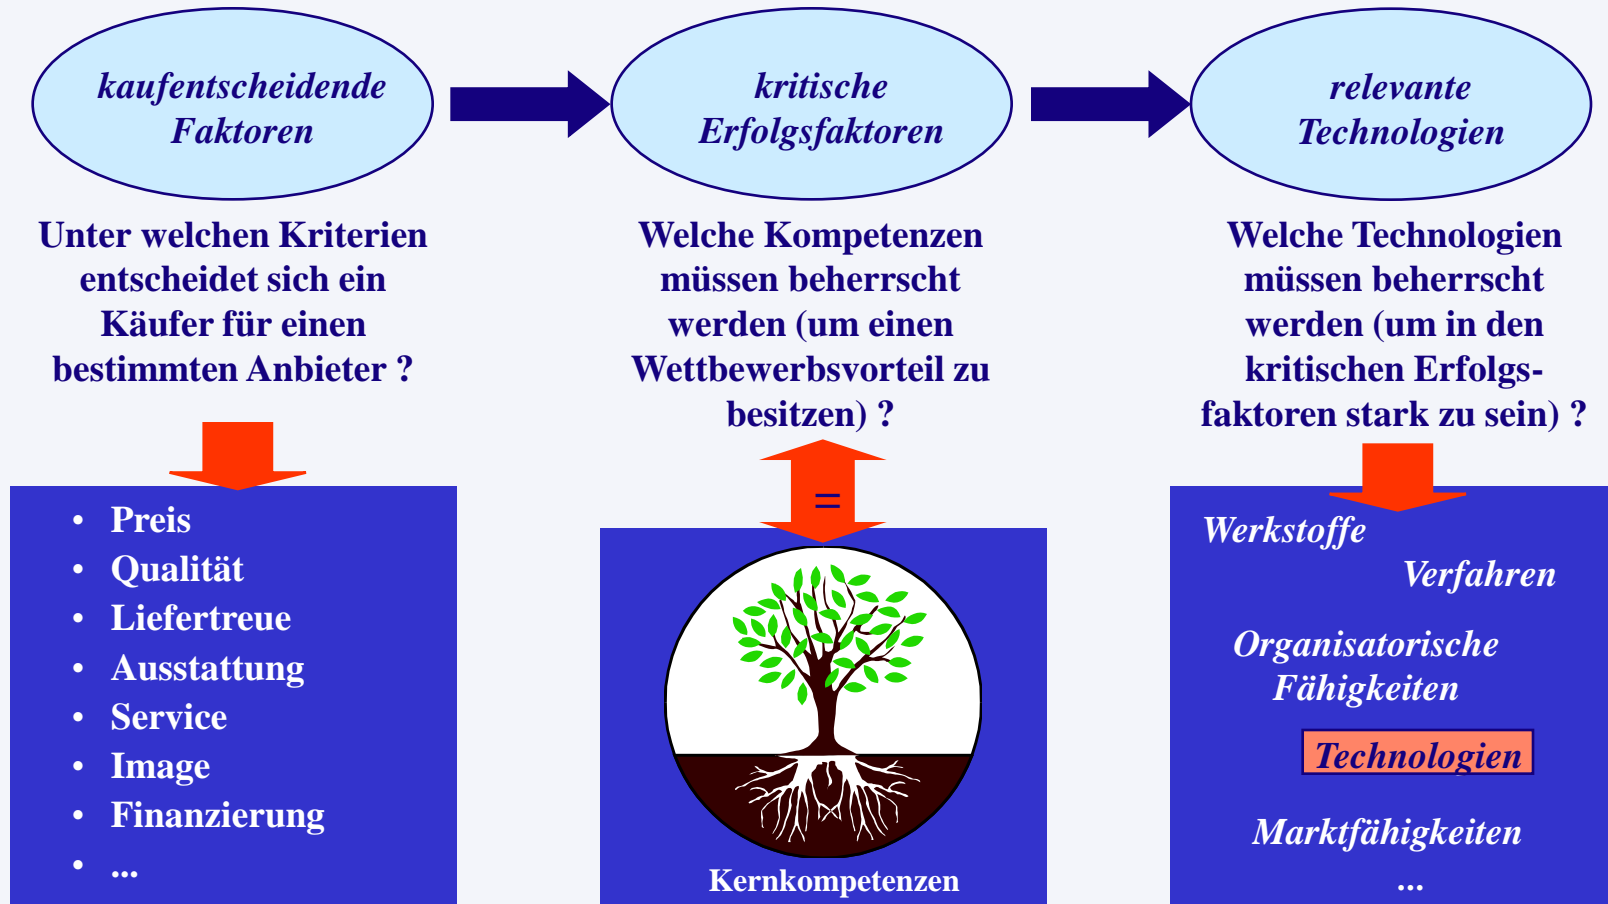 kaufentscheidende
Faktoren
kritische
Erfolgsfaktoren
relevante
Technologien
Unter welchen Kriterien
entscheidet sich ein
Käufer für einen
bestimmten Anbieter ?
Welche Kompetenzen
müssen beherrscht
werden (um einen
Wettbewerbsvorteil zu
besitzen) ?
Welche Technologien
müssen beherrscht
werden (um in den
kritischen Erfolgs-
faktoren stark zu sein) ?
• Preis
• Qualität
• Liefertreue
• Ausstattung
• Service
• Image
• Finanzierung
• ...
=
Kernkompetenzen
Werkstoffe
Verfahren
Organisatorische
Fähigkeiten
Technologien
Marktfähigkeiten
...